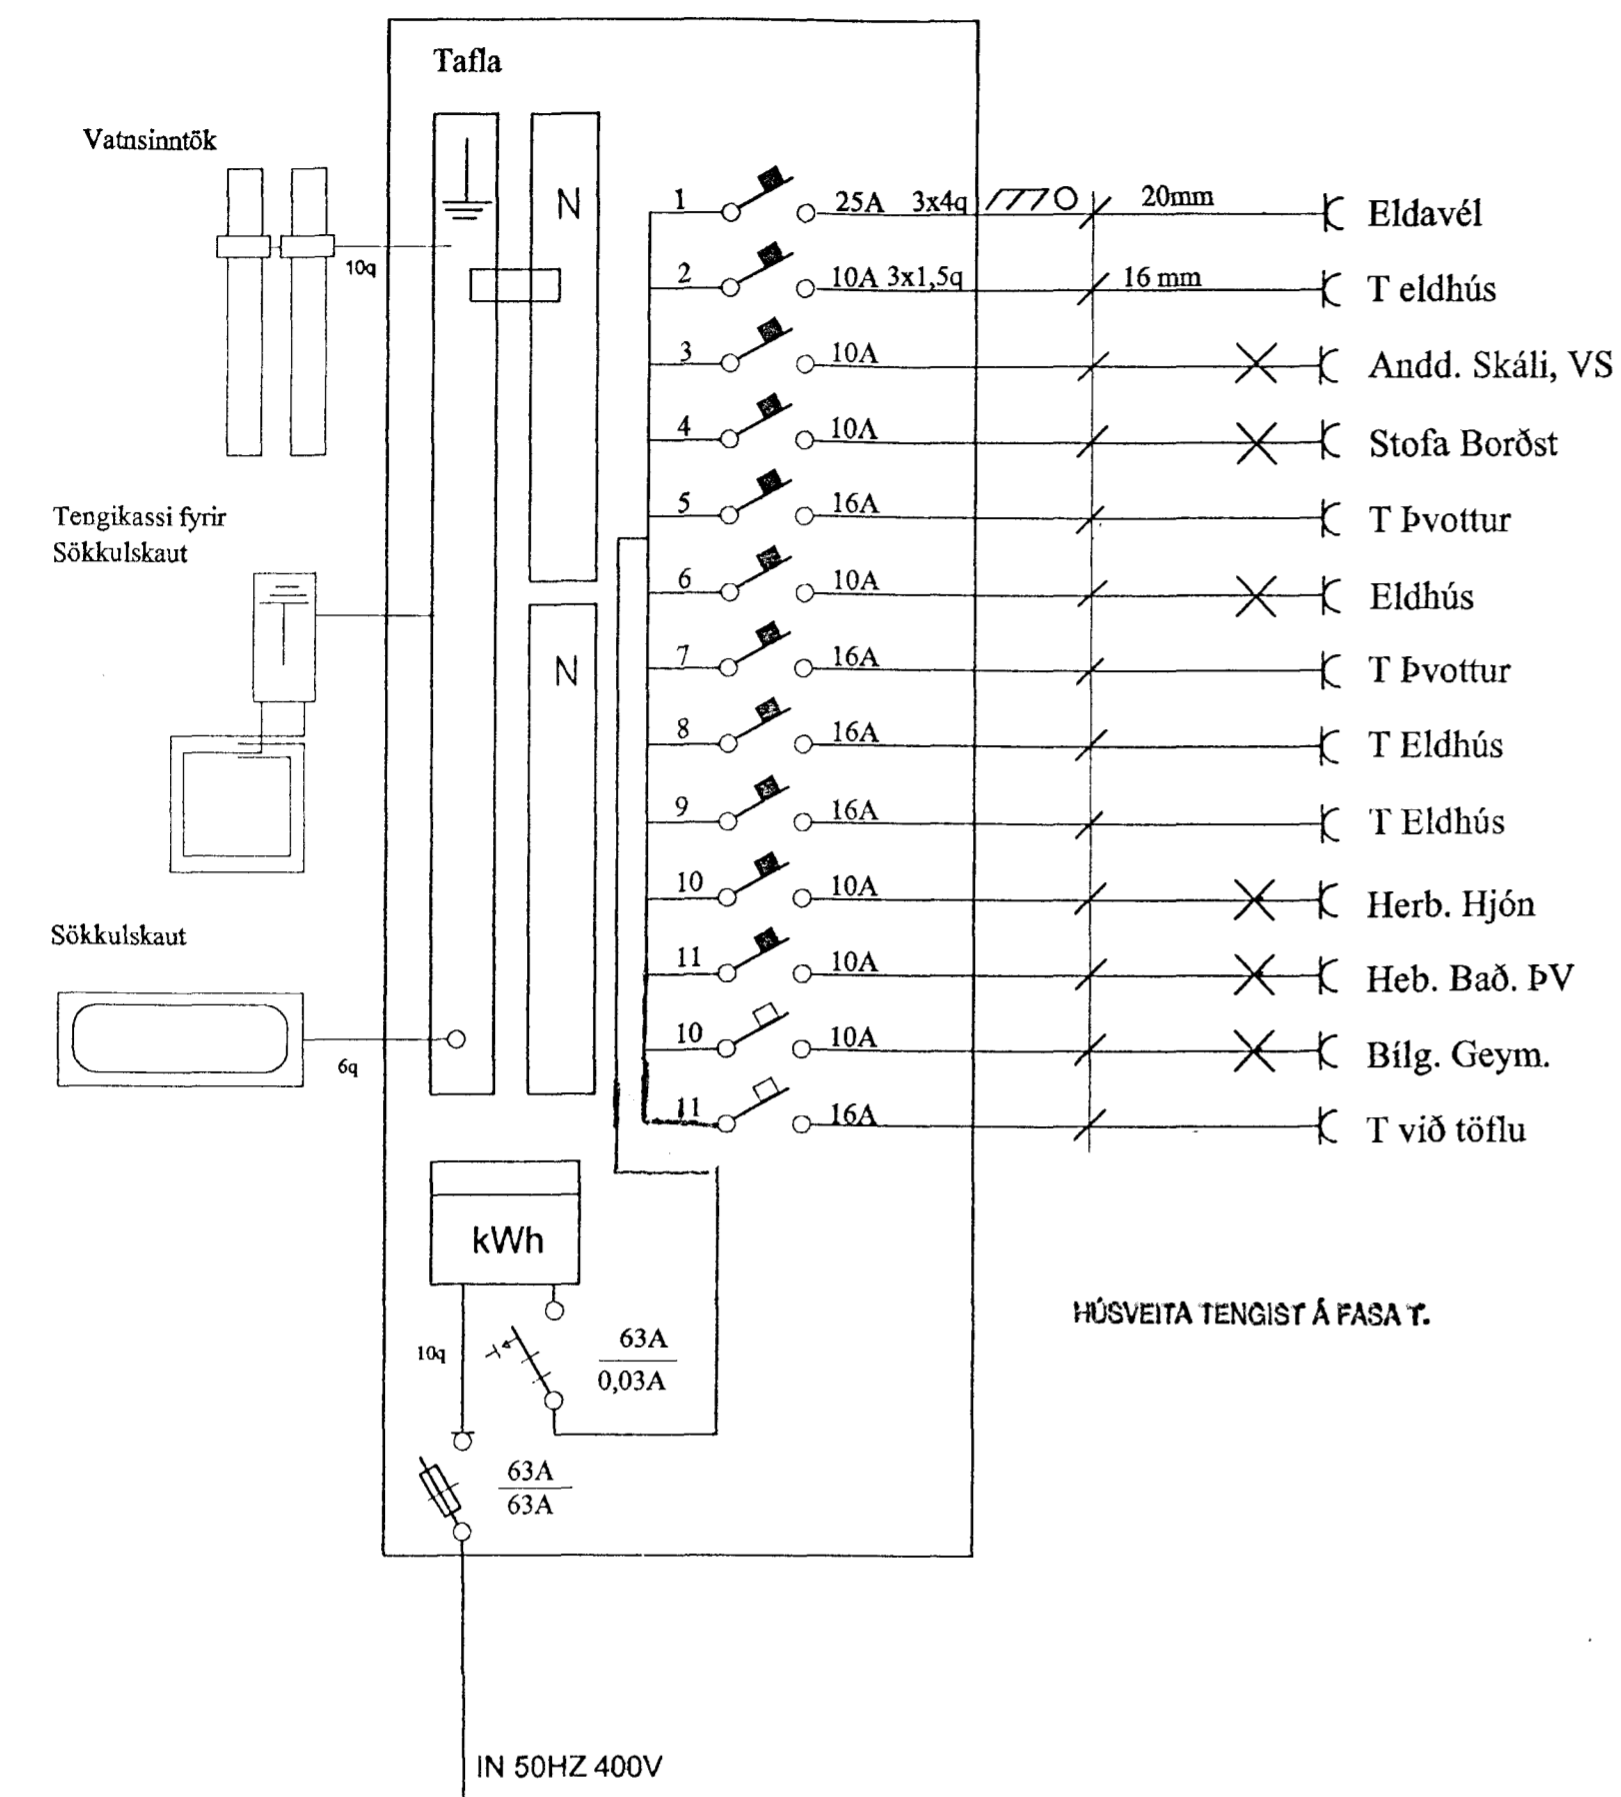 Tafla
Vatnsinntök
10q
N
1 25A 3x4q 20mm Eldavél
2 10A 3x1,5q 16 mm T eldhús
3 10A Andd. Skáli, VS
4 10A Stofa Borðst
Tengikassi fyrir
Sökkulskaut
5 16A T Þvottur
6 10A Eldhús
N
7 16A T Þvottur
8 16A T Eldhús
9 16A T Eldhús
10 10A Herb. Hjón
Sökkulskaut
11 10A Heb. Bað. ÞV
6q
10 10A Bílg. Geym.
11 16A T við töflu
kWh
HÚSVEITA TENGIST Á FASA T.
10q
63A
0,03A
63A
63A
IN 50HZ 400V